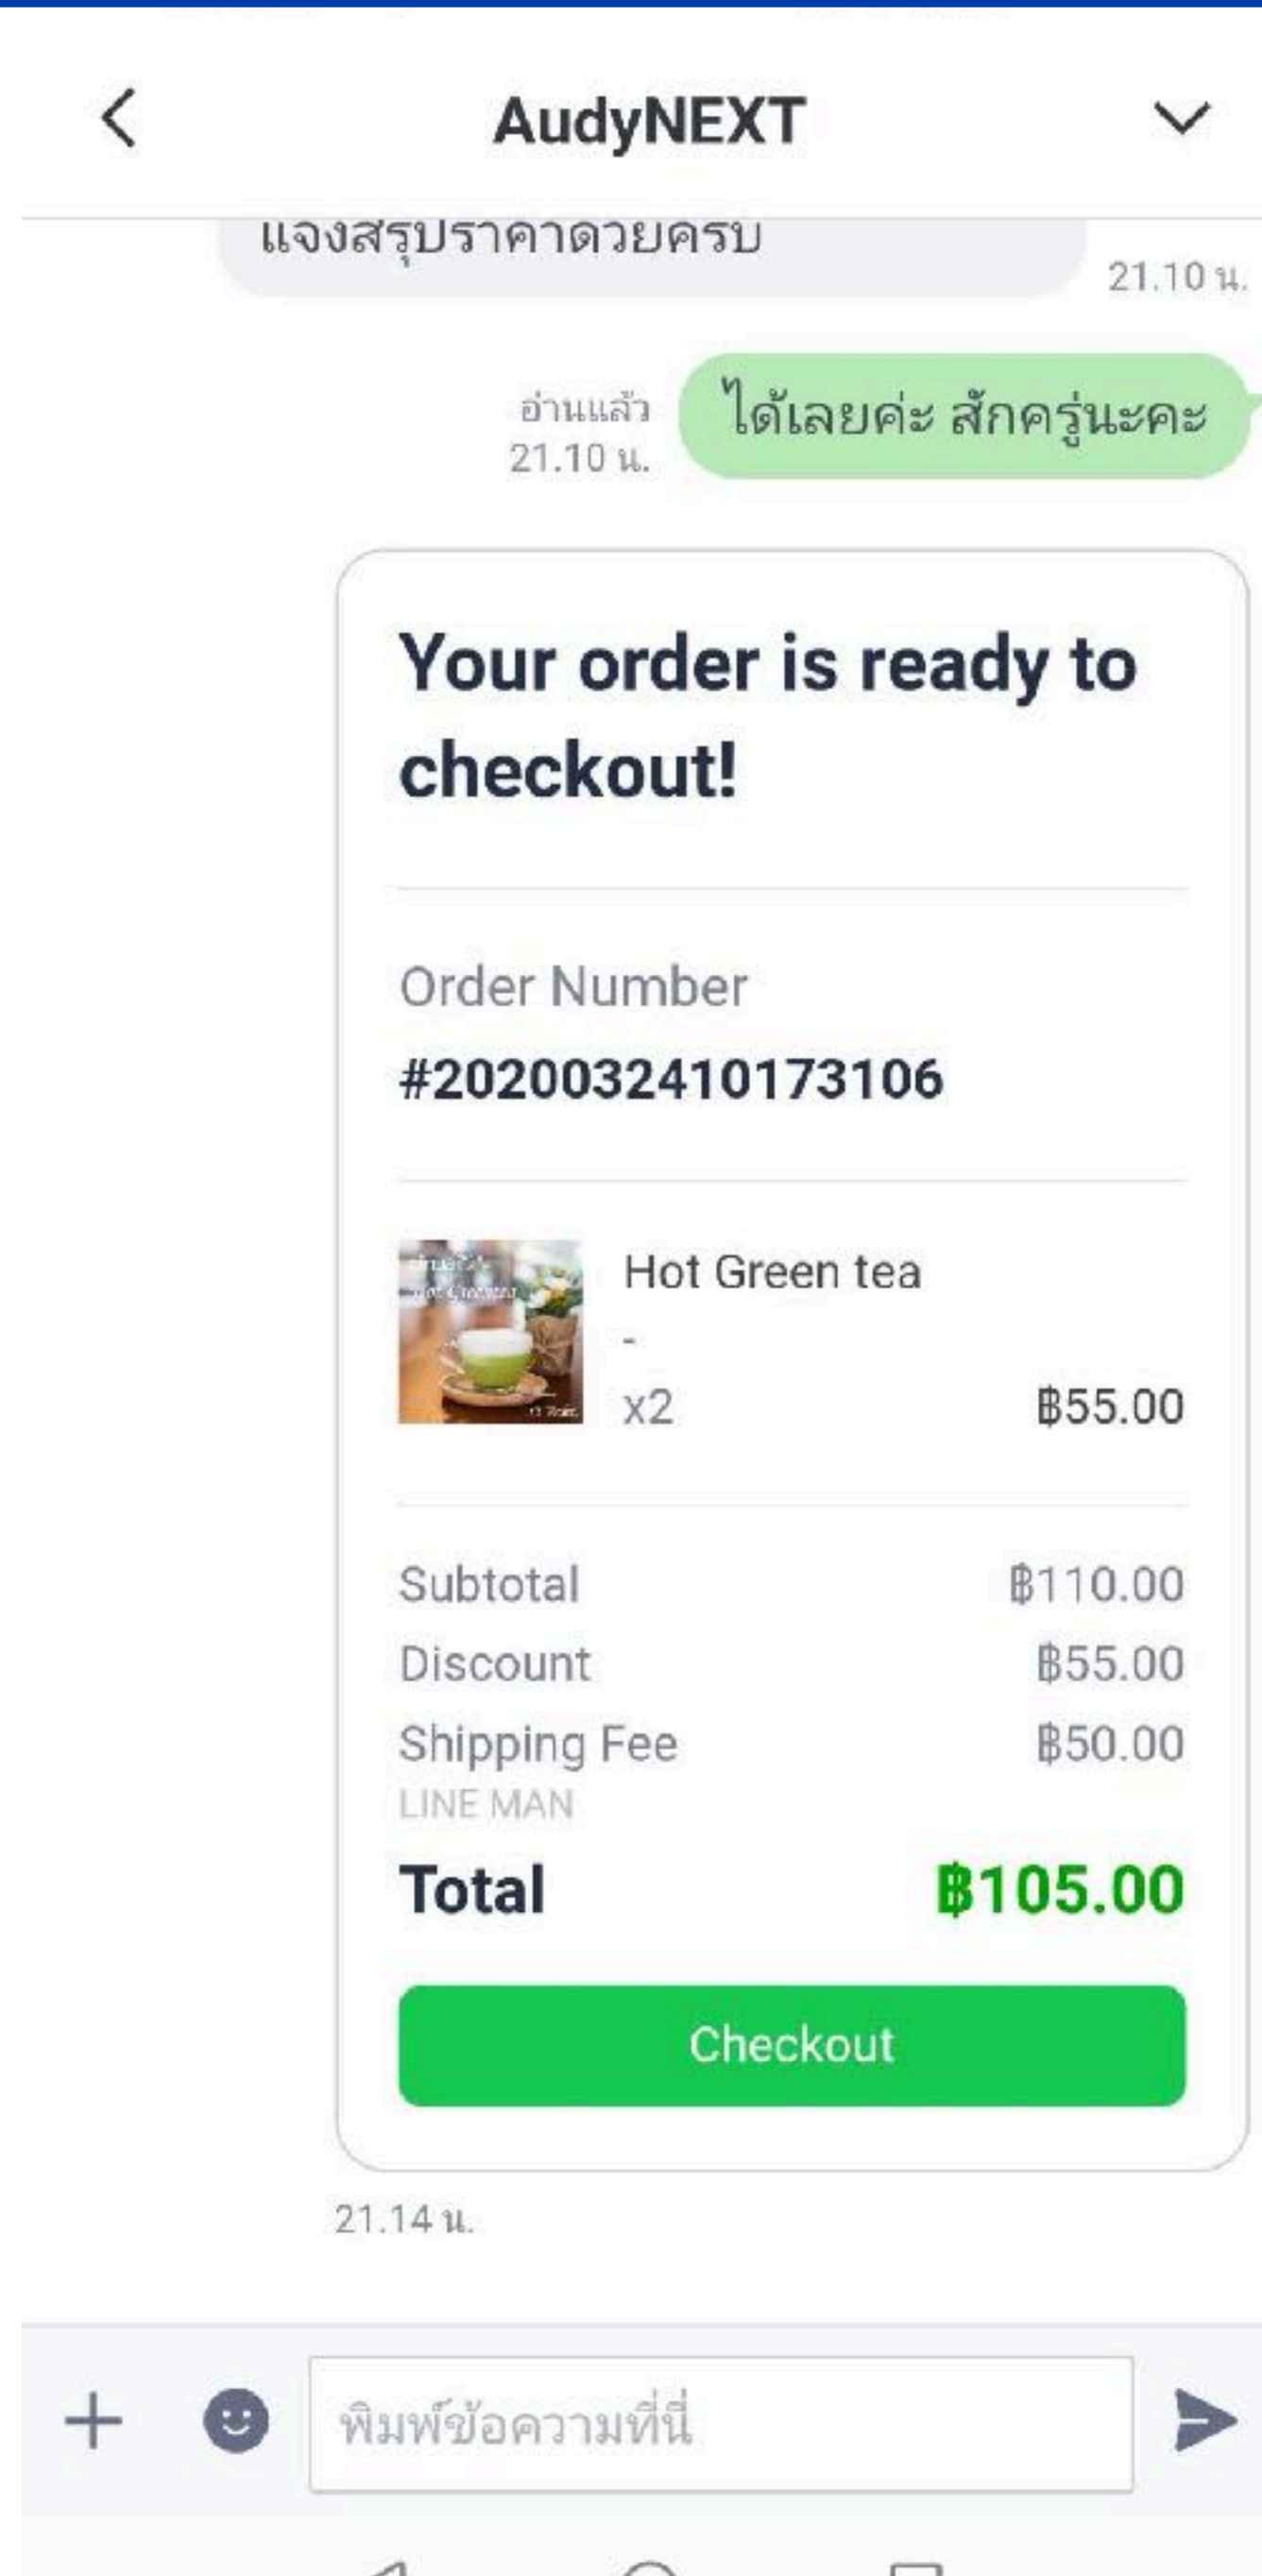 AudyNEXT
แจ้งสรุปราคาด้วยครับ
21.10 น.
ได้เลยค่ะ สักครู่นะคะ
อ่านแล้ว
21.10 น.
Your order is ready to
checkout!
Order Number
#2020032410173106
Hot Green tea
-
x2 ฿55.00
Subtotal ฿110.00
Discount ฿55.00
Shipping Fee ฿50.00
LINE MAN
Total ฿105.00
Checkout
21.14 น.
พิมพ์ข้อความที่นี่